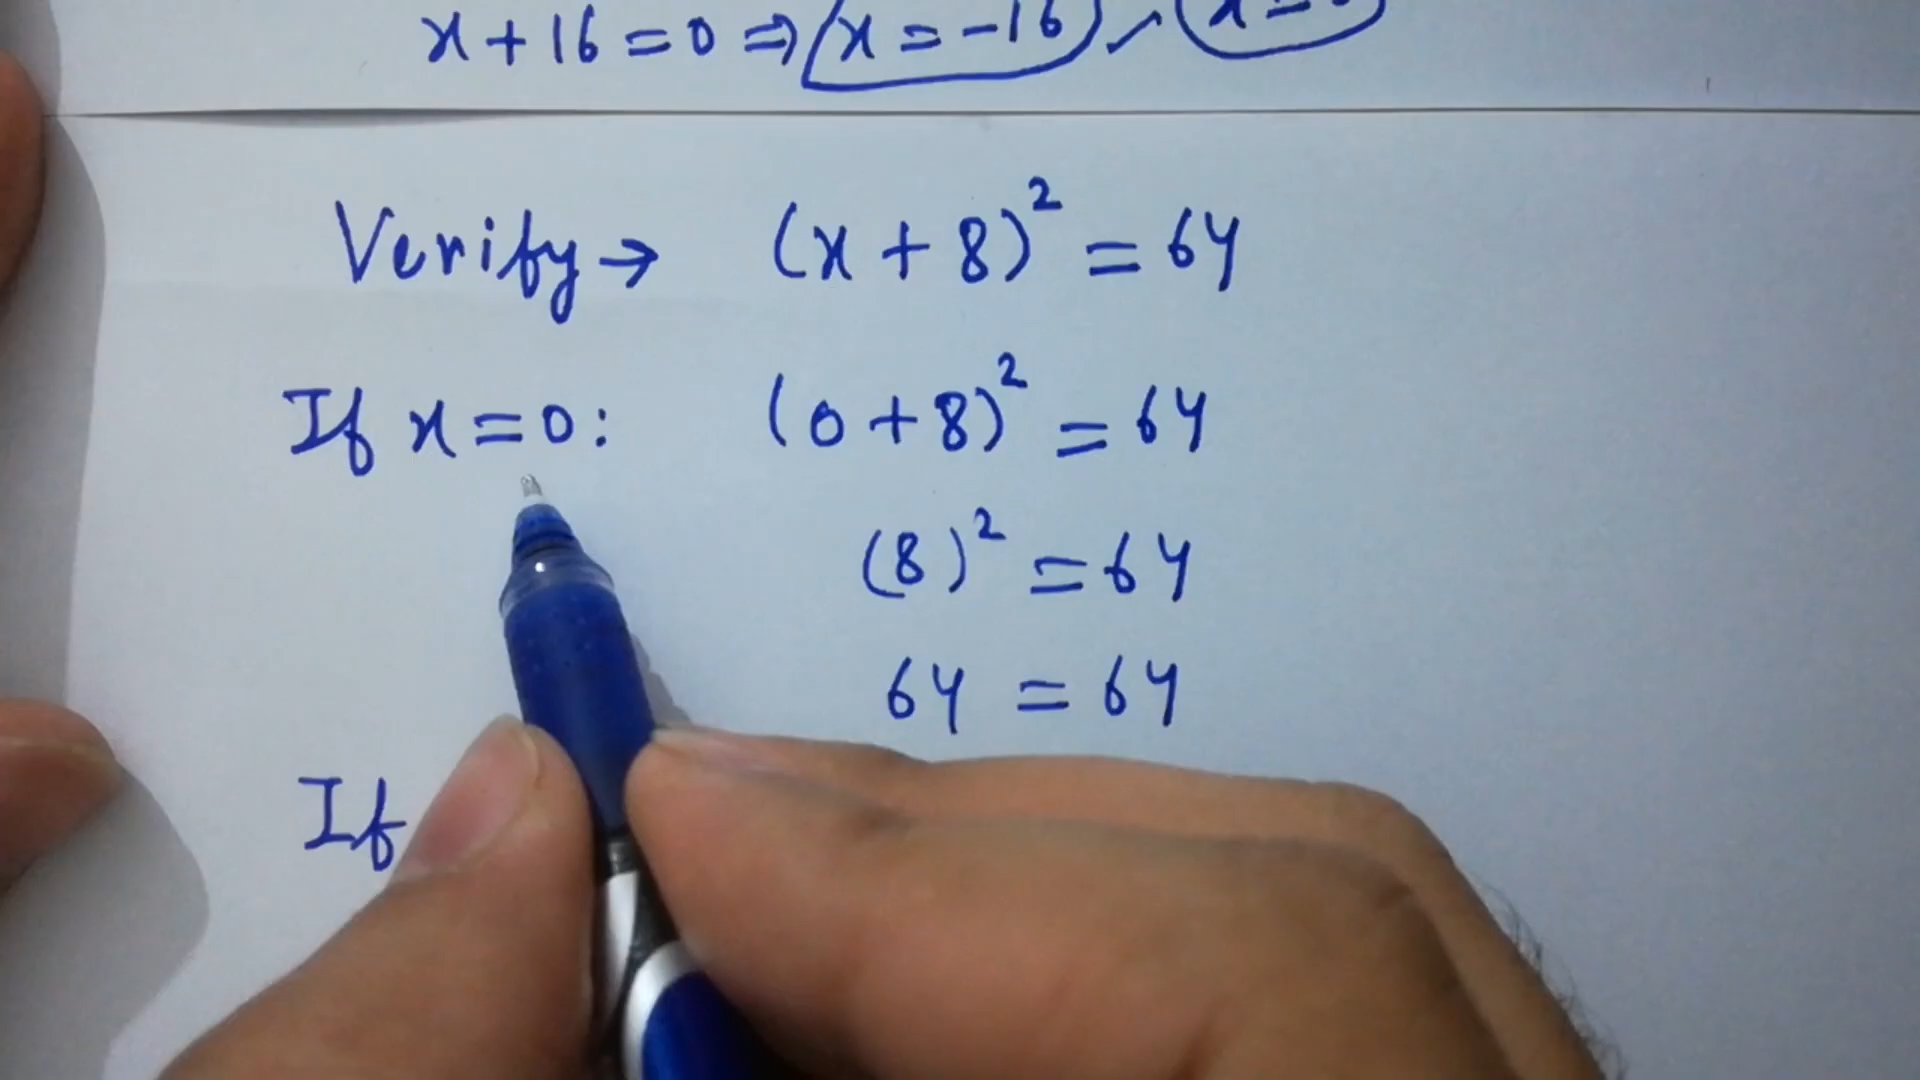 x + 16 = 0 ⇒ x = -16, x =
Verify → (x + 8)² = 64
If x = 0: (0 + 8)² = 64
(8)² = 64
64 = 64
If